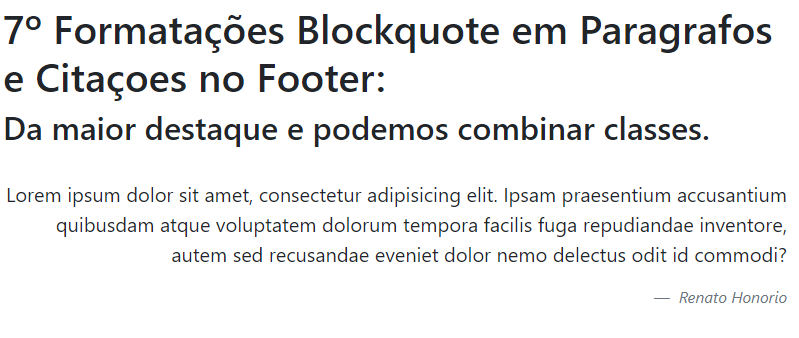 7º Formatações Blockquote em Paragrafos
e Citaçoes no Footer:
Da maior destaque e podemos combinar classes.
Lorem ipsum dolor sit amet, consectetur adipisicing elit. Ipsam praesentium accusantium
quibusdam atque voluptatem dolorum tempora facilis fuga repudiandae inventore,
autem sed recusandae eveniet dolor nemo delectus odit id commodi?
— Renato Honorio